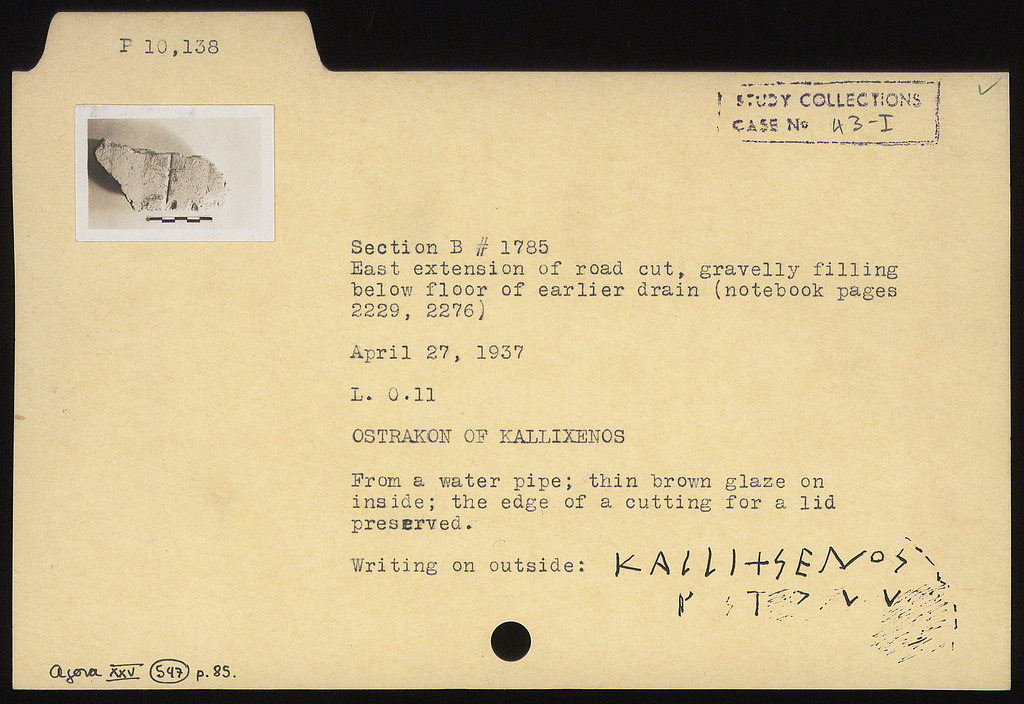 P 10,138
STUDY COLLECTIONS
CASE No 43-I
Section B # 1785
East extension of road cut, gravelly filling
below floor of earlier drain (notebook pages
2229, 2276)
April 27, 1937
L. 0.11
OSTRAKON OF KALLIXENOS
From a water pipe; thin brown glaze on
inside; the edge of a cutting for a lid
preserved.
Writing on outside: KALLI+SENOS
Agora XXV 547 p. 85.